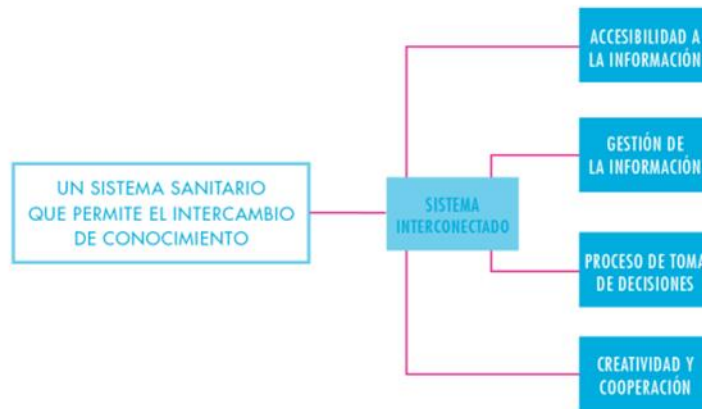 UN SISTEMA SANITARIO
QUE PERMITE EL INTERCAMBIO
DE CONOCIMIENTO
SISTEMA
INTERCONECTADO
ACCESIBILIDAD A
LA INFORMACIÓN
GESTIÓN DE
LA INFORMACIÓN
PROCESO DE TOMA
DE DECISIONES
CREATIVIDAD Y
COOPERACIÓN